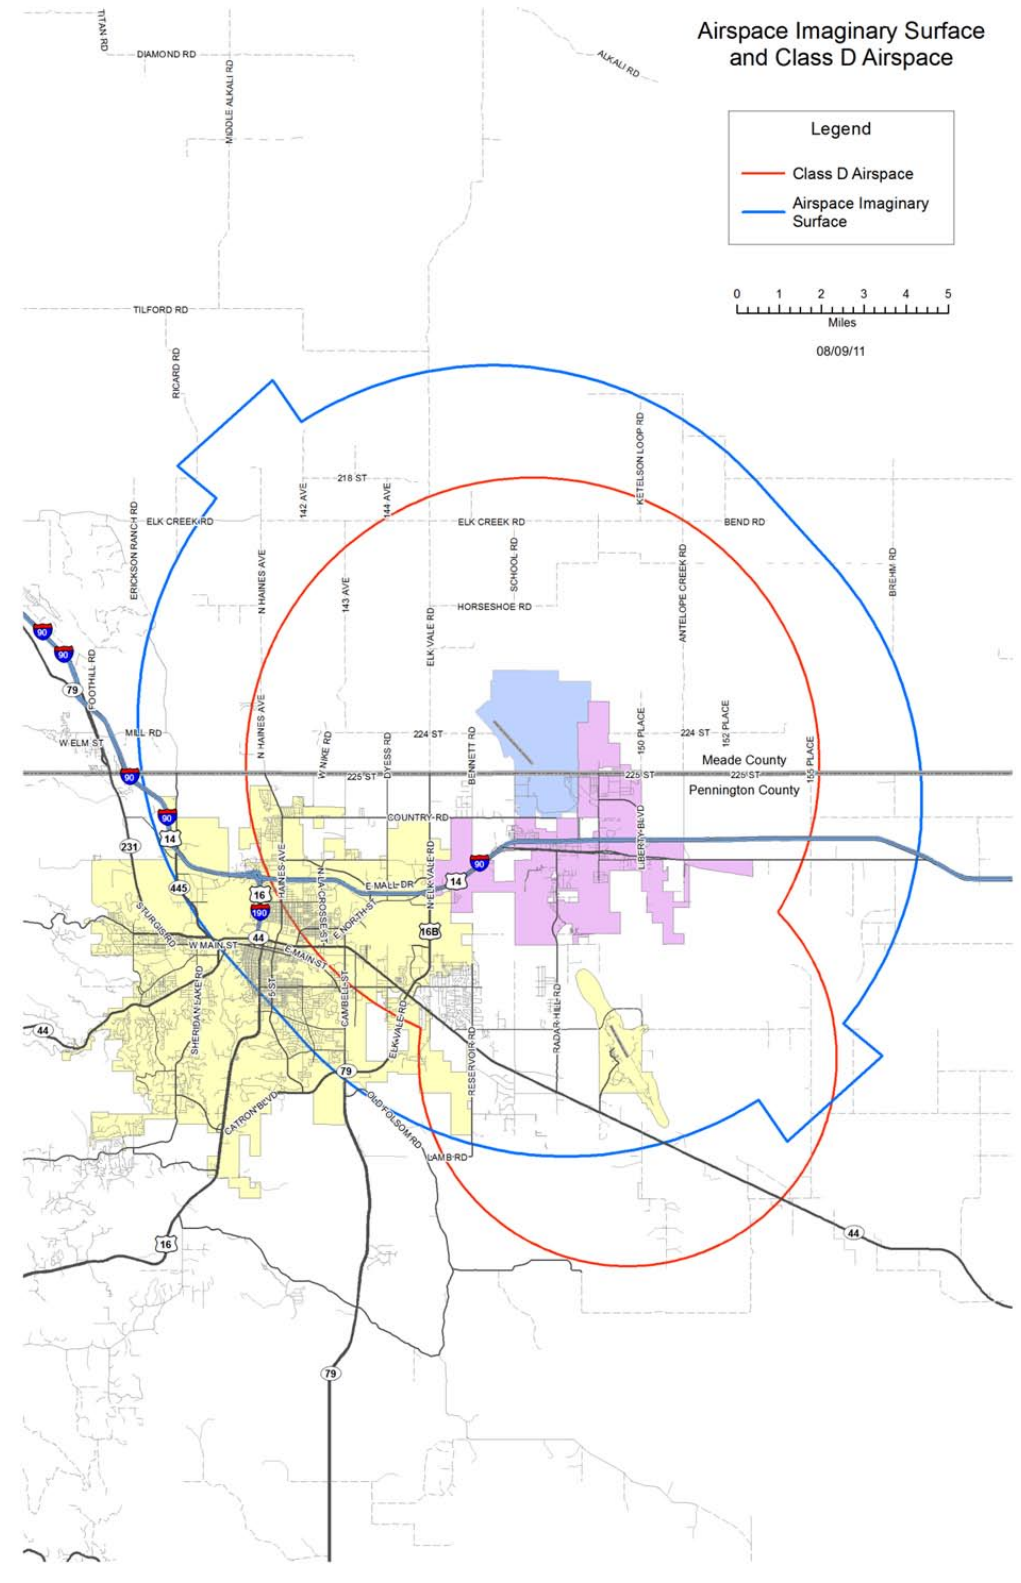 Airspace Imaginary Surface
and Class D Airspace
Legend
Class D Airspace
Airspace Imaginary
Surface
0 1 2 3 4 5
Miles
08/09/11
TITAN RD
DIAMOND RD
MIDDLE ALKALI RD
ALKALI RD
TILFORD RD
RICARD RD
KETELSON LOOP RD
218 ST
142 AVE
144 AVE
ERICKSON RANCH RD
ELK CREEK RD
ELK CREEK RD
BEND RD
N HAINES AVE
143 AVE
SCHOOL RD
ANTELOPE CREEK RD
BREHM RD
HORSESHOE RD
ELK VALE RD
90
90
FOOTHILL RD
79
N HAINES AVE
W ELM ST
MILL RD
W NIKE RD
DYESS RD
224 ST
BENNETT RD
150 PLACE
224 ST
152 PLACE
155 PLACE
Meade County
90
225 ST
225 ST
225 ST
Pennington County
90
COUNTRY RD
LIBERTY BLVD
14
231
HAINES AVE
N LACROSSE ST
N ELK VALE RD
90
445
16
E MALL DR
14
190
STURGIS RD
E NORTH ST
44
W MAIN ST
E MAIN ST
16B
SHERIDAN LAKE RD
5 ST
CAMBELL ST
ELK VALE RD
RESERVOIR RD
RADAR HILL RD
44
79
CATRON BLVD
OLD FOLSOM RD
LAMB RD
16
44
79